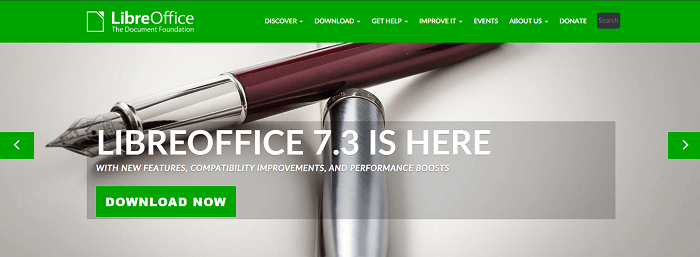 LibreOffice
The Document Foundation
DISCOVER DOWNLOAD GET HELP IMPROVE IT EVENTS ABOUT US DONATE Search
LIBREOFFICE 7.3 IS HERE
WITH NEW FEATURES, COMPATIBILITY IMPROVEMENTS, AND PERFORMANCE BOOSTS
DOWNLOAD NOW